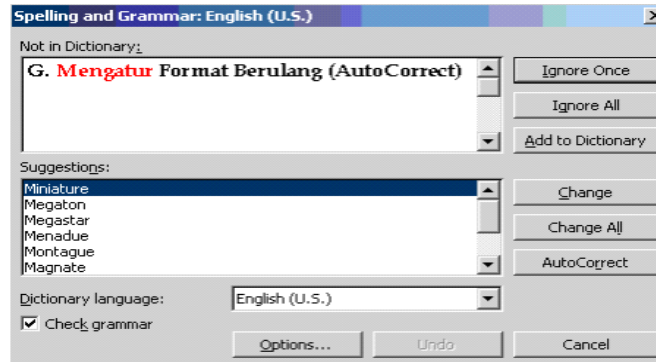 Spelling and Grammar: English (U.S.)
Not in Dictionary:
G. Mengatur Format Berulang (AutoCorrect)
Ignore Once
Ignore All
Add to Dictionary
Suggestions:
Miniature
Megaton
Megastar
Menadue
Montague
Magnate
Change
Change All
AutoCorrect
Dictionary language:
English (U.S.)
Check grammar
Options...
Undo
Cancel